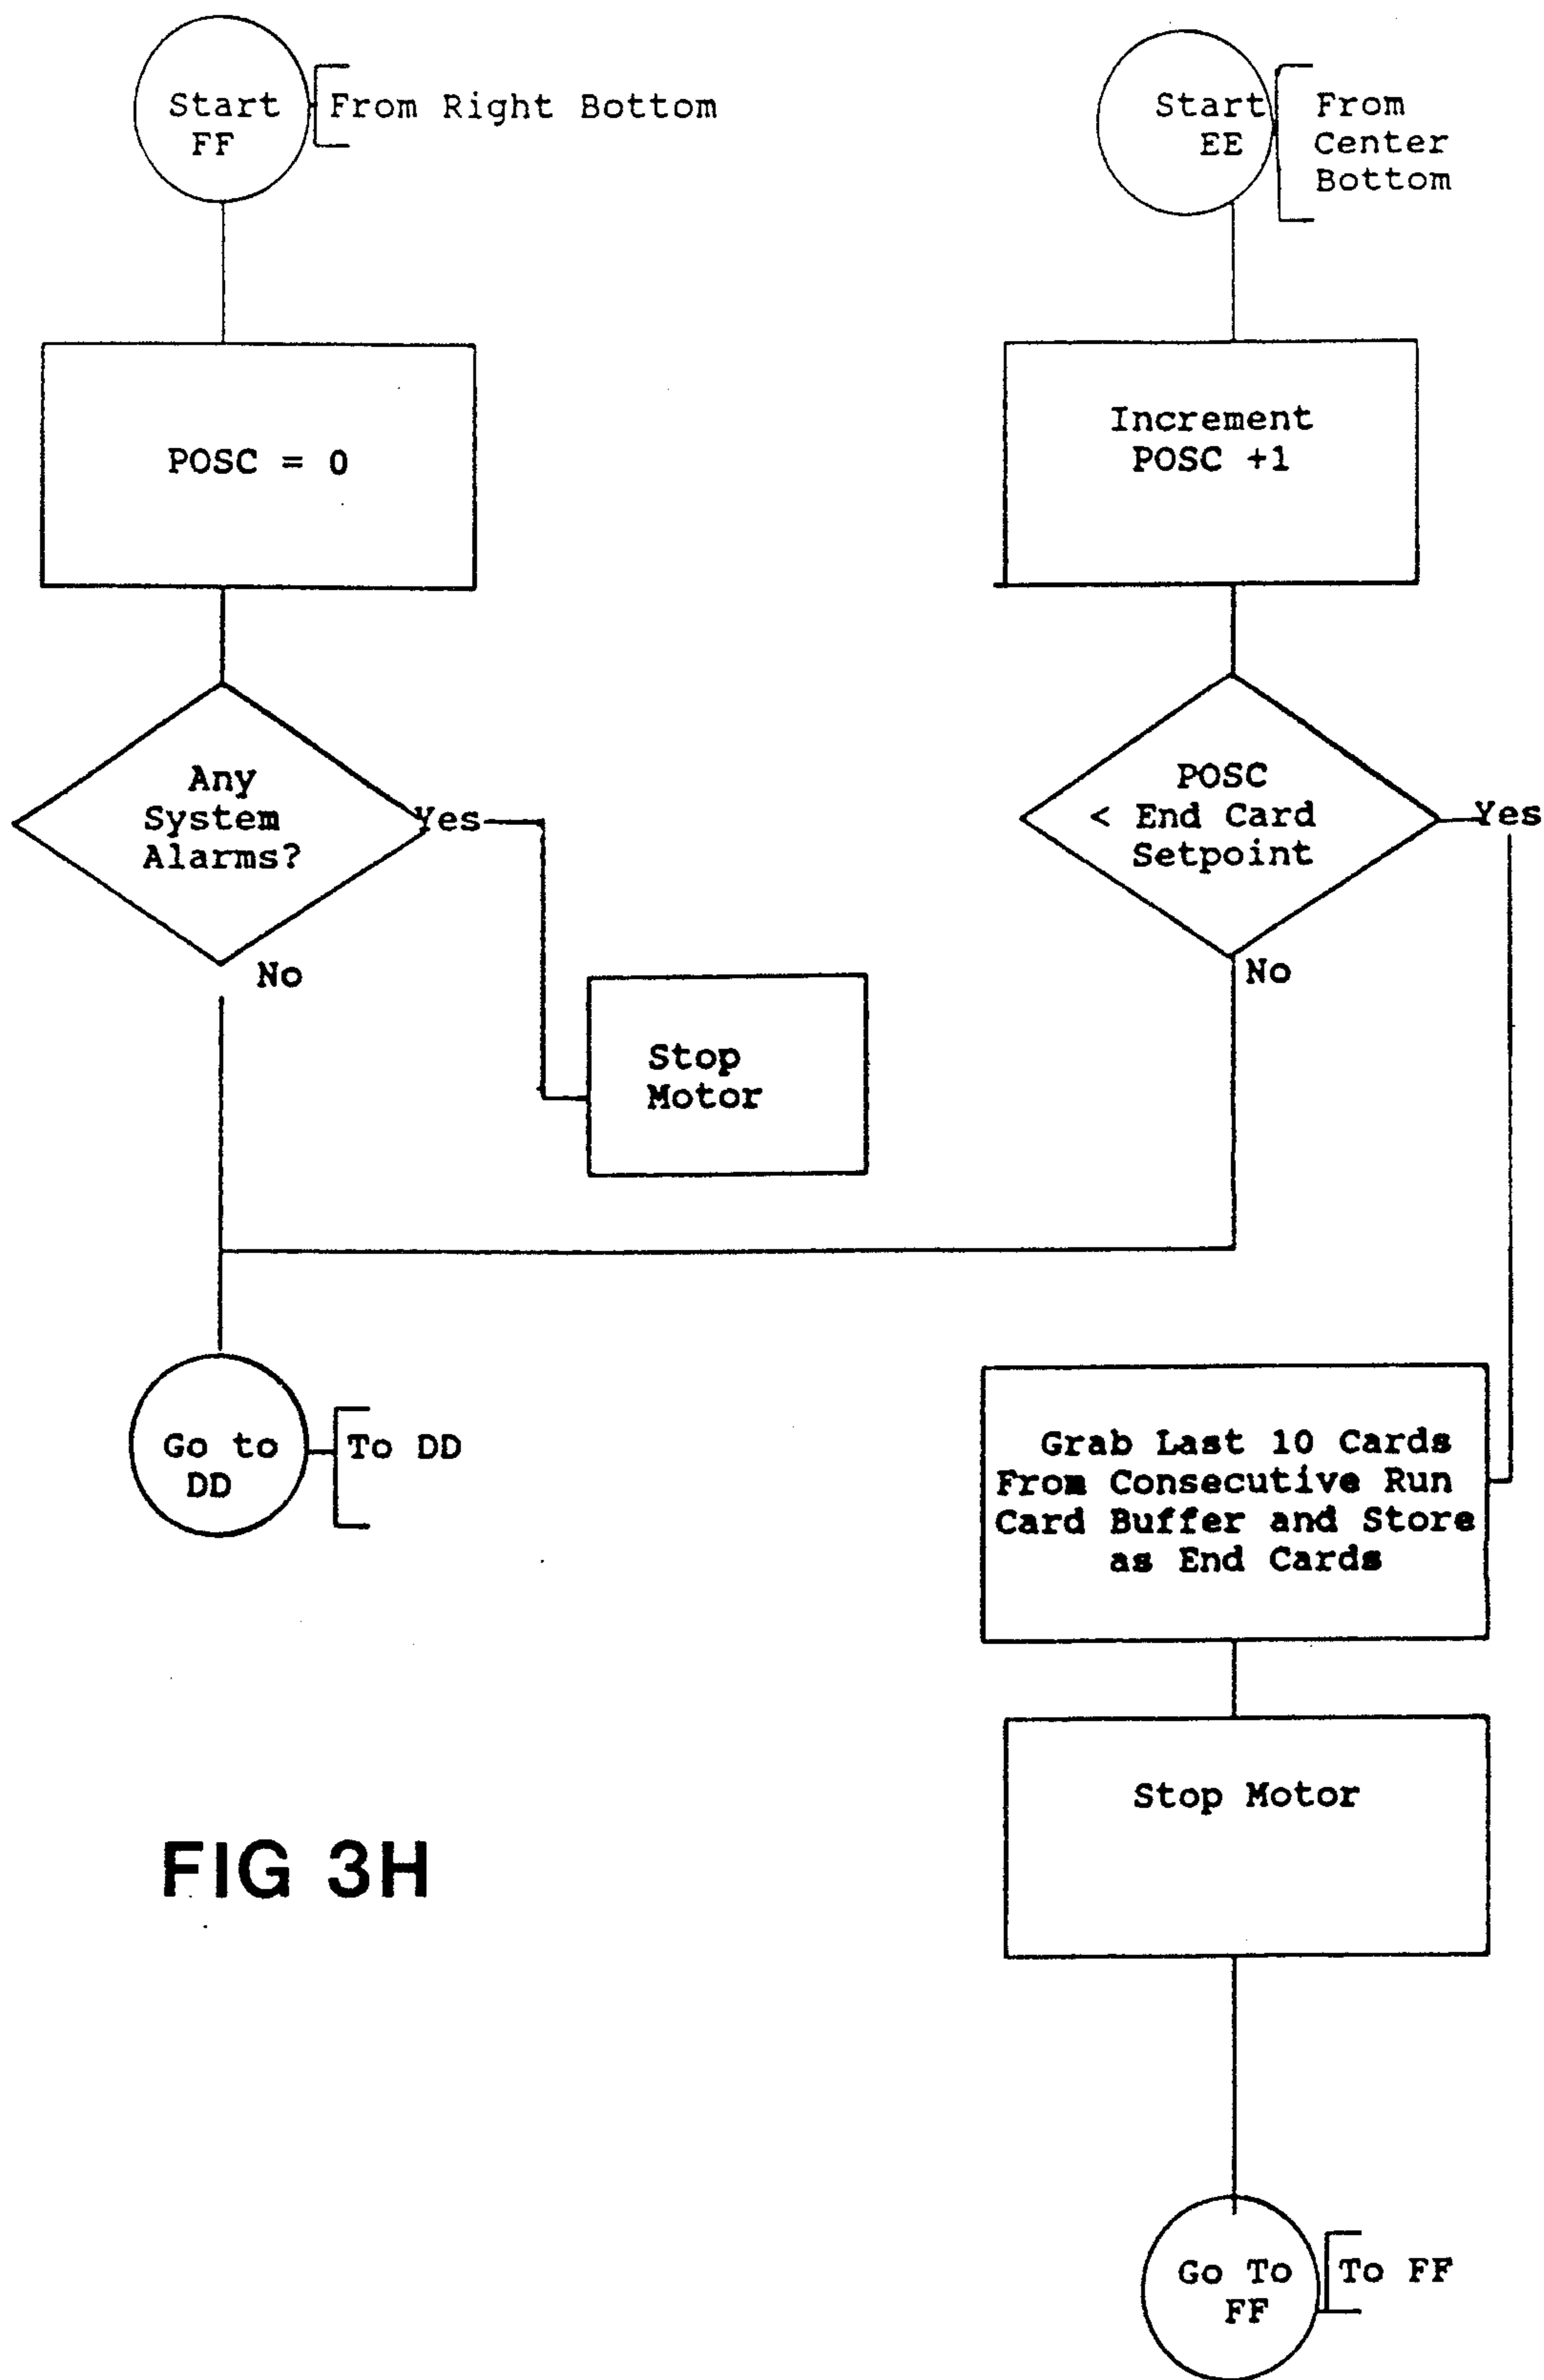 Start
FF
From Right Bottom
POSC = 0
Any
System
Alarms?
Yes
No
Stop
Motor
Go to
DD
To DD
Start
EE
From
Center
Bottom
Increment
POSC +1
POSC
< End Card
Setpoint
Yes
No
Grab Last 10 Cards
From Consecutive Run
Card Buffer and Store
as End Cards
Stop Motor
Go To
FF
To FF
FIG 3H